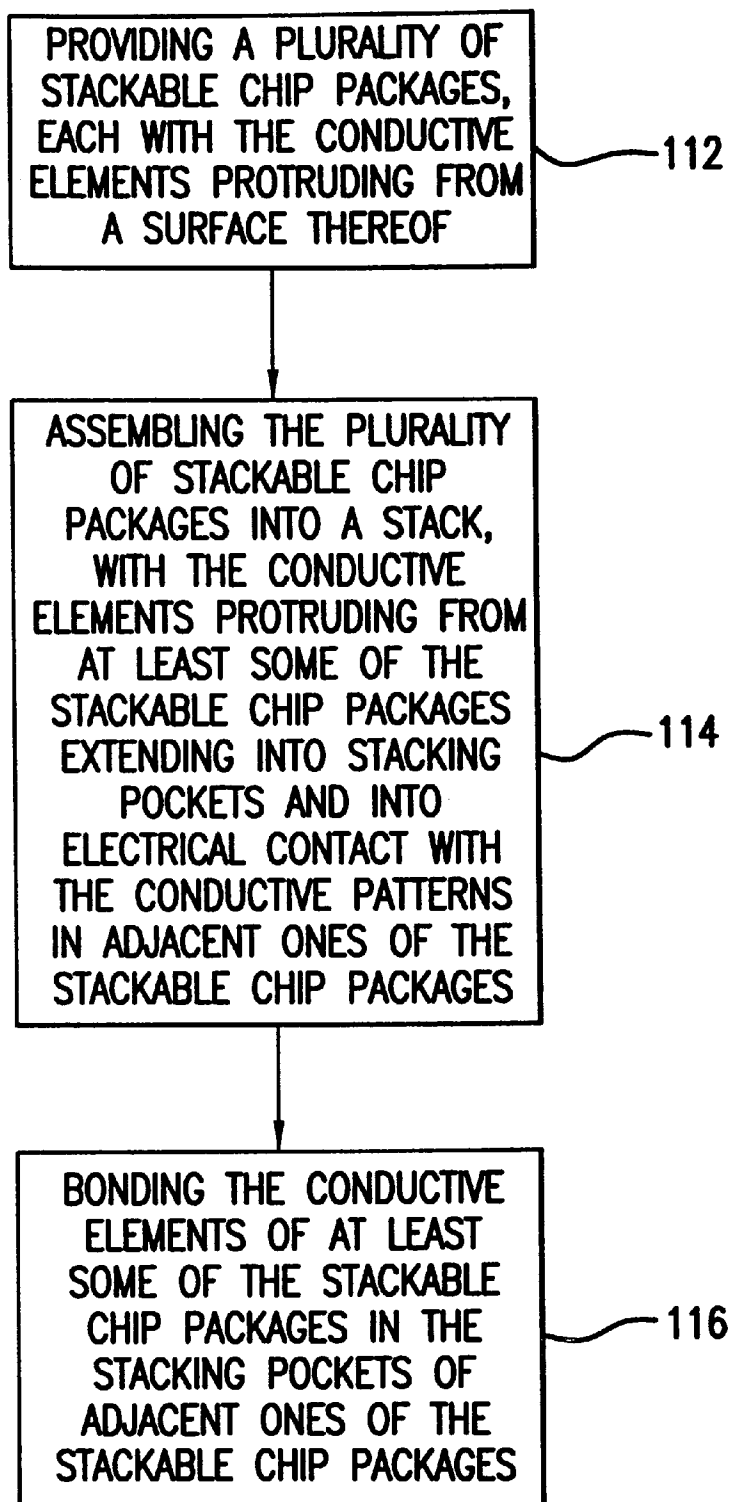 PROVIDING A PLURALITY OF
STACKABLE CHIP PACKAGES,
EACH WITH THE CONDUCTIVE
ELEMENTS PROTRUDING FROM
A SURFACE THEREOF
112
ASSEMBLING THE PLURALITY
OF STACKABLE CHIP
PACKAGES INTO A STACK,
WITH THE CONDUCTIVE
ELEMENTS PROTRUDING FROM
AT LEAST SOME OF THE
STACKABLE CHIP PACKAGES
EXTENDING INTO STACKING
POCKETS AND INTO
ELECTRICAL CONTACT WITH
THE CONDUCTIVE PATTERNS
IN ADJACENT ONES OF THE
STACKABLE CHIP PACKAGES
114
BONDING THE CONDUCTIVE
ELEMENTS OF AT LEAST
SOME OF THE STACKABLE
CHIP PACKAGES IN THE
STACKING POCKETS OF
ADJACENT ONES OF THE
STACKABLE CHIP PACKAGES
116